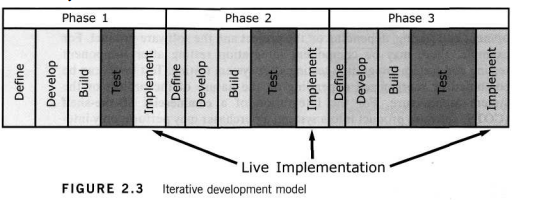 Phase 1 Phase 2 Phase 3
Define Develop Build Test Implement Define Develop Build Test Implement Define Develop Build Test Implement
Live Implementation
FIGURE 2.3 Iterative development model